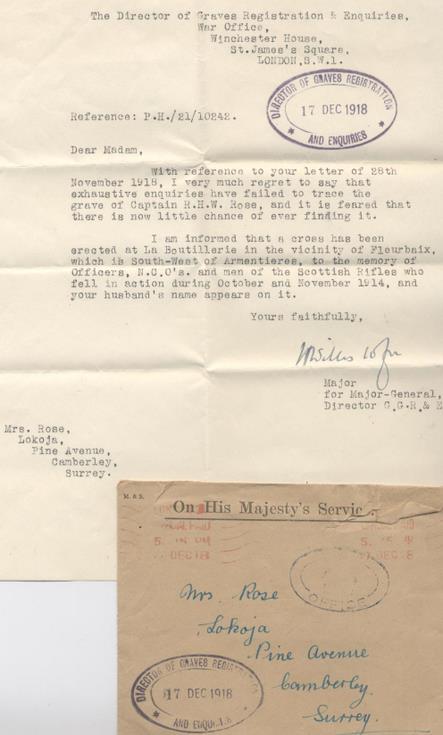 The Director of Graves Registration & Enquiries,
War Office,
Winchester House,
St.James's Square,
LONDON,S.W.1.
DIRECTOR OF GRAVES REGISTRATION
17 DEC 1918
AND ENQUIRIES
Reference: P.H./21/10242.
Dear Madam,
With reference to your letter of 28th
November 1918, I very much regret to say that
exhaustive enquiries have failed to trace the
grave of Captain R.H.W. Rose, and it is feared that
there is now little chance of ever finding it.
I am informed that a cross has been
erected at La Boutillerie in the vicinity of Fleurbaix,
which is South-West of Armentieres, to the memory of
Officers, N.C.O's. and men of the Scottish Rifles who
fell in action during October and November 1914, and
your husband's name appears on it.
Yours faithfully,
Major
for Major-General,
Director G.G.R.& E
Mrs. Rose,
Lokoja,
Pine Avenue,
Camberley,
Surrey.
On His Majesty's Servic
DEC 18
OFFICE
Mrs. Rose
Lokoja
Pine Avenue
Camberley.
Surrey.
DIRECTOR OF GRAVES REGISTRATION
17 DEC 1918
AND ENQUIRIES